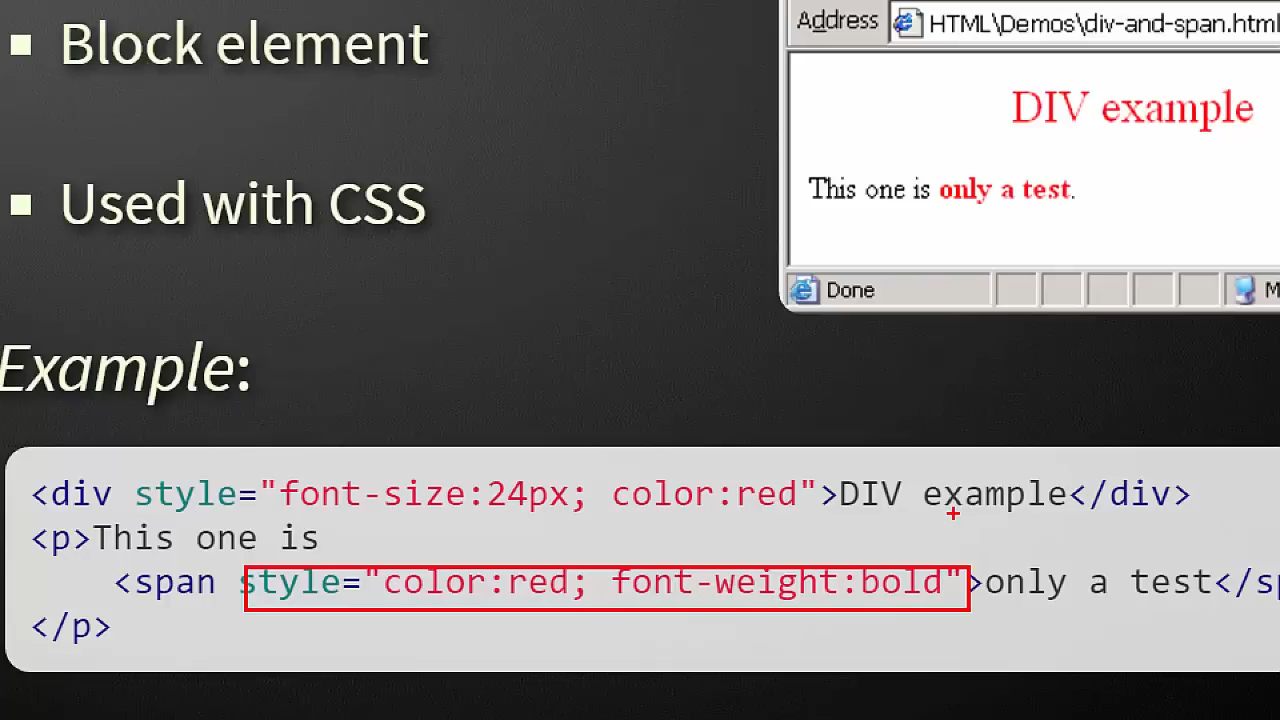 Block element
Used with CSS
Example:
Address HTML\Demos\div-and-span.html
DIV example
This one is only a test.
Done
<div style="font-size:24px; color:red">DIV example</div>
<p>This one is
<span style="color:red; font-weight:bold">only a test</sp
</p>